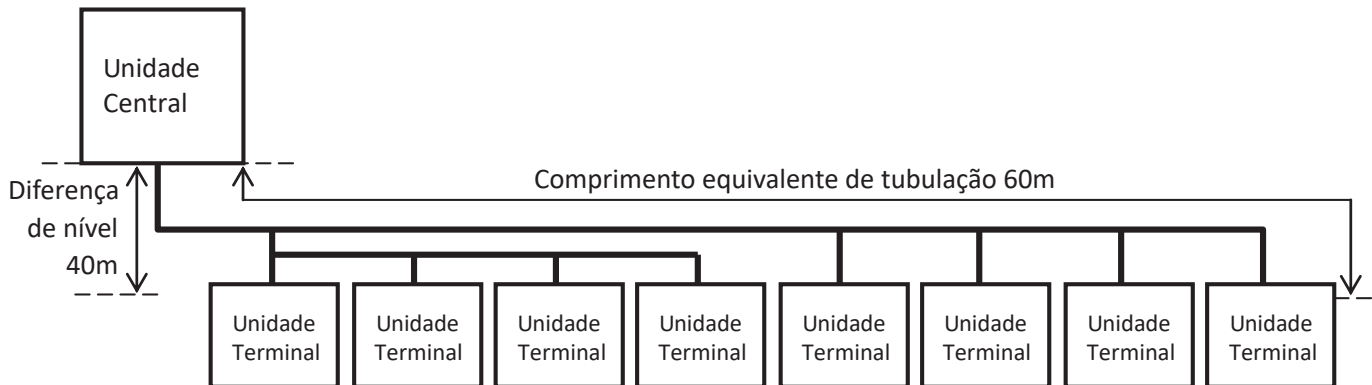 Unidade
Central
Diferença
de nível
40m
Comprimento equivalente de tubulação 60m
Unidade
Terminal
Unidade
Terminal
Unidade
Terminal
Unidade
Terminal
Unidade
Terminal
Unidade
Terminal
Unidade
Terminal
Unidade
Terminal